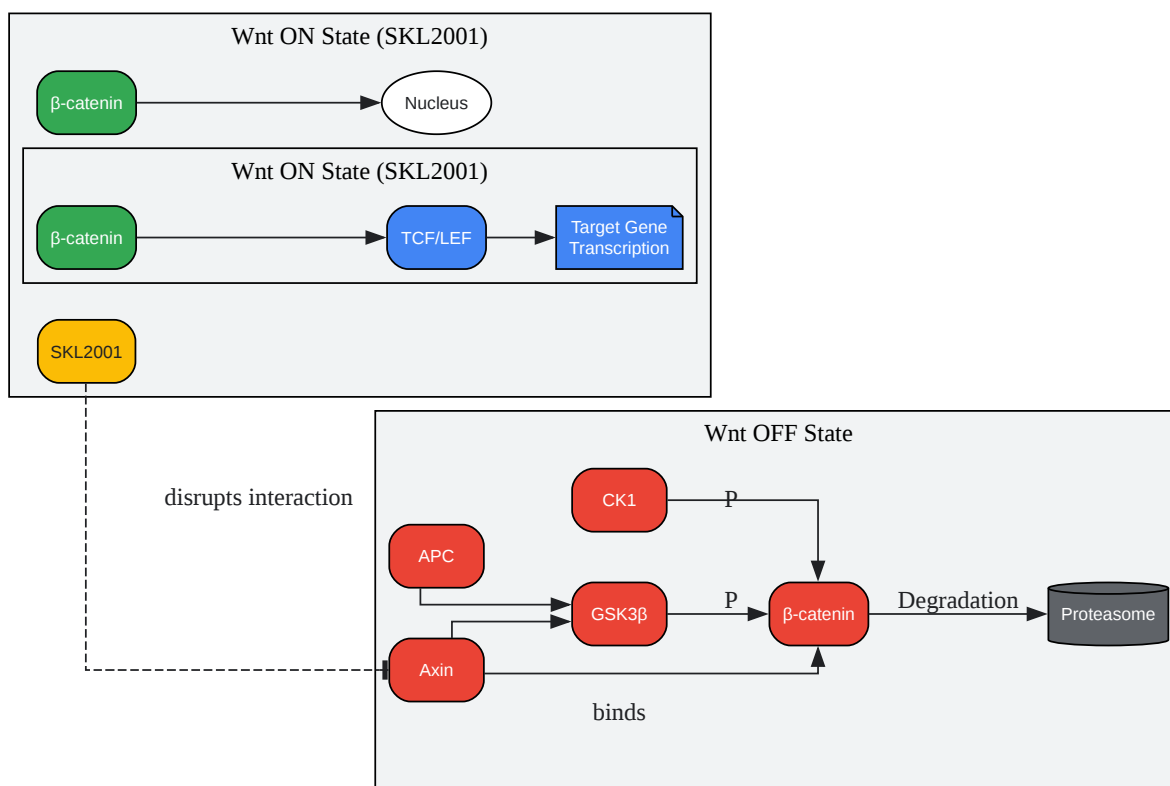 Wnt ON State (SKL2001)
β-catenin
Nucleus
Wnt ON State (SKL2001)
β-catenin
TCF/LEF
Target Gene
Transcription
SKL2001
disrupts interaction
Wnt OFF State
CK1
P
APC
GSK3β
P
β-catenin
Degradation
Proteasome
Axin
binds